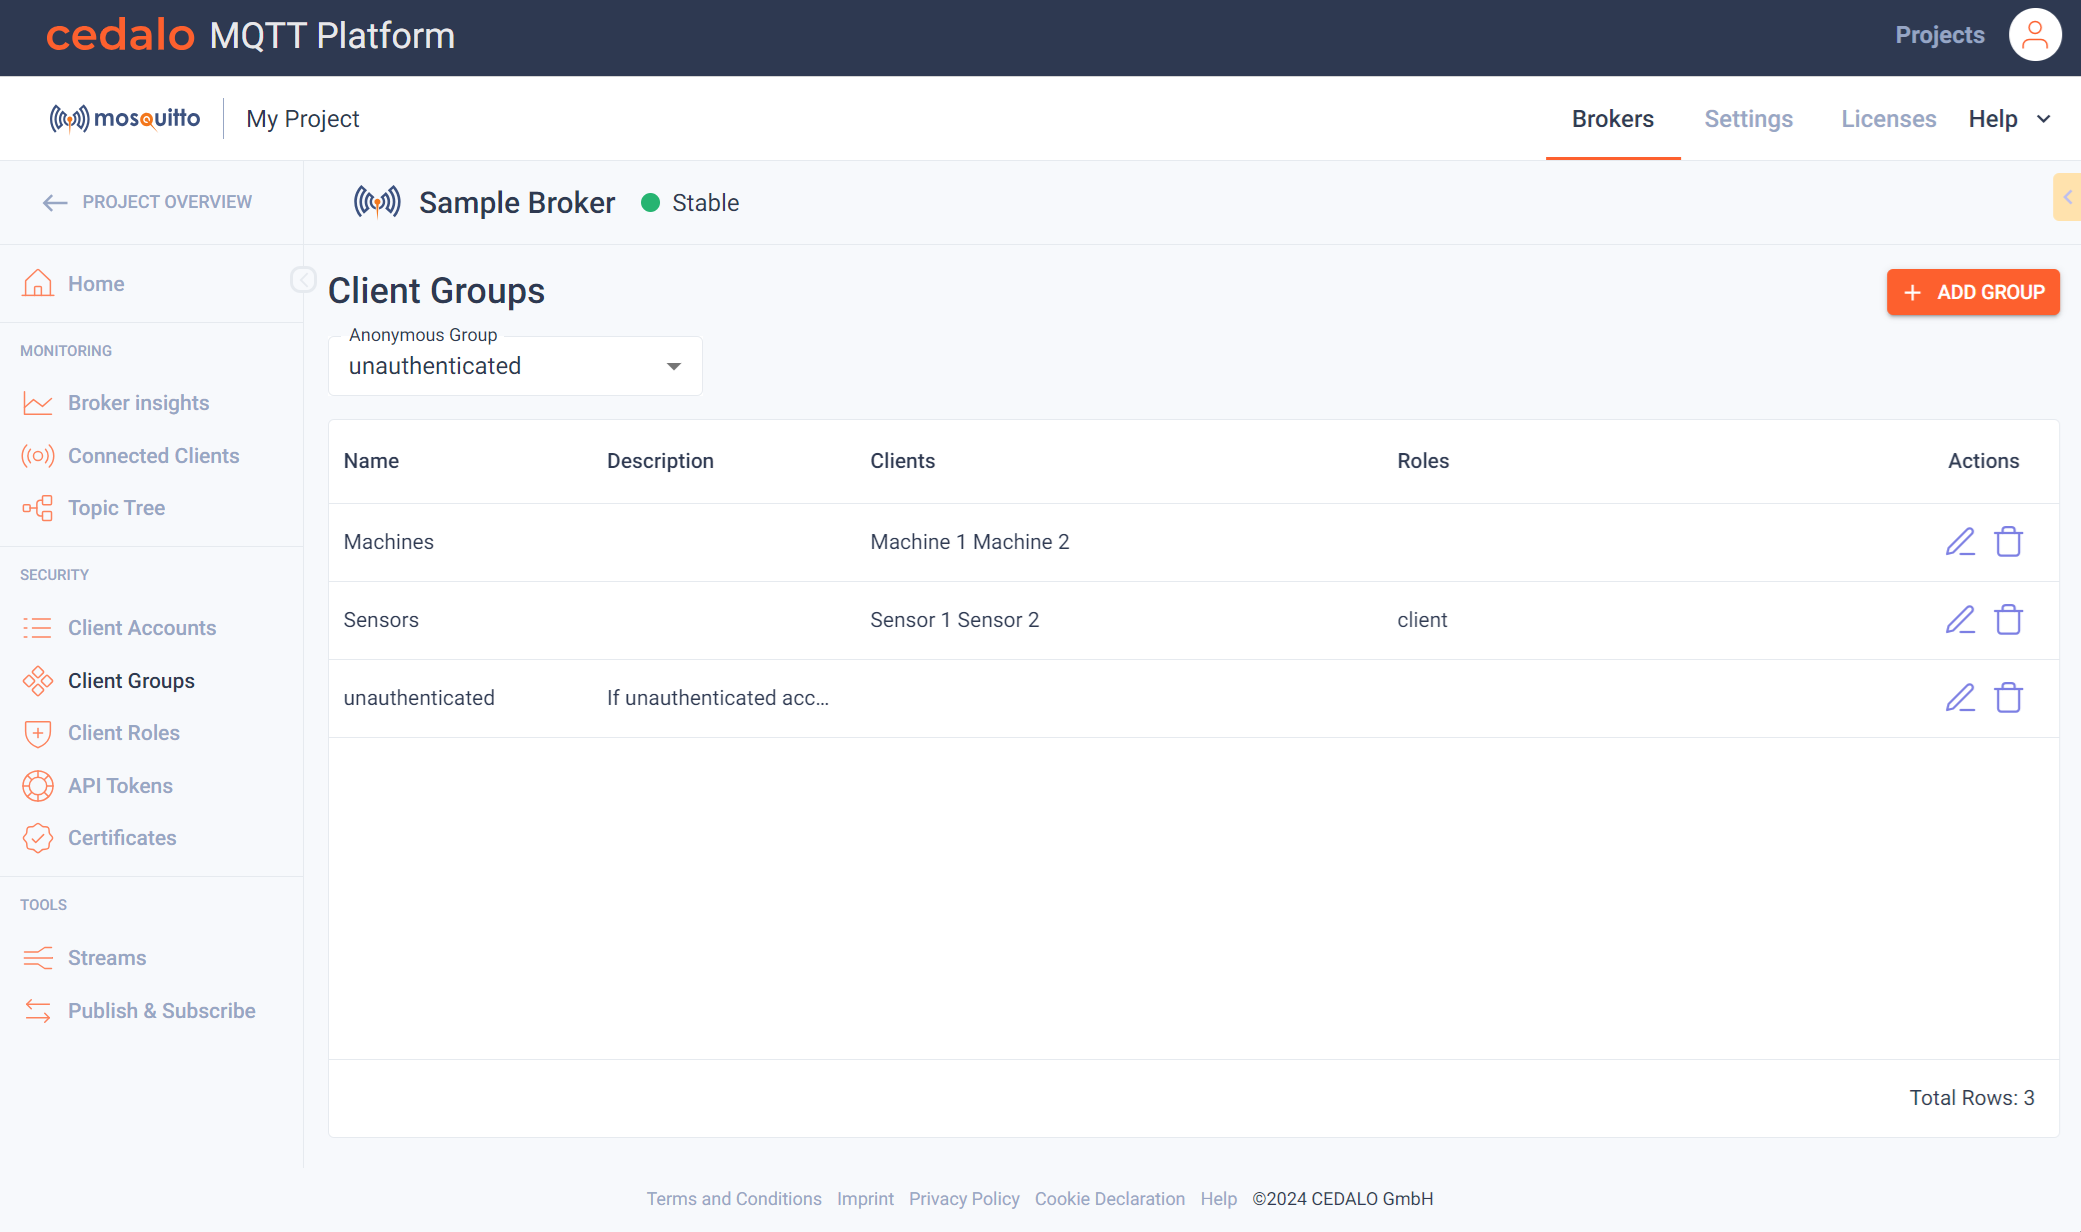 cedalo MQTT Platform
Projects
mosquitto
My Project
Brokers
Settings
Licenses
Help
PROJECT OVERVIEW
Sample Broker
Stable
Home
MONITORING
Broker insights
Connected Clients
Topic Tree
SECURITY
Client Accounts
Client Groups
Client Roles
API Tokens
Certificates
TOOLS
Streams
Publish & Subscribe
Client Groups
ADD GROUP
Anonymous Group
unauthenticated
Name Description Clients Roles Actions
Machines Machine 1 Machine 2
Sensors Sensor 1 Sensor 2 client
unauthenticated If unauthenticated acc...
Total Rows: 3
Terms and Conditions Imprint Privacy Policy Cookie Declaration Help ©2024 CEDALO GmbH